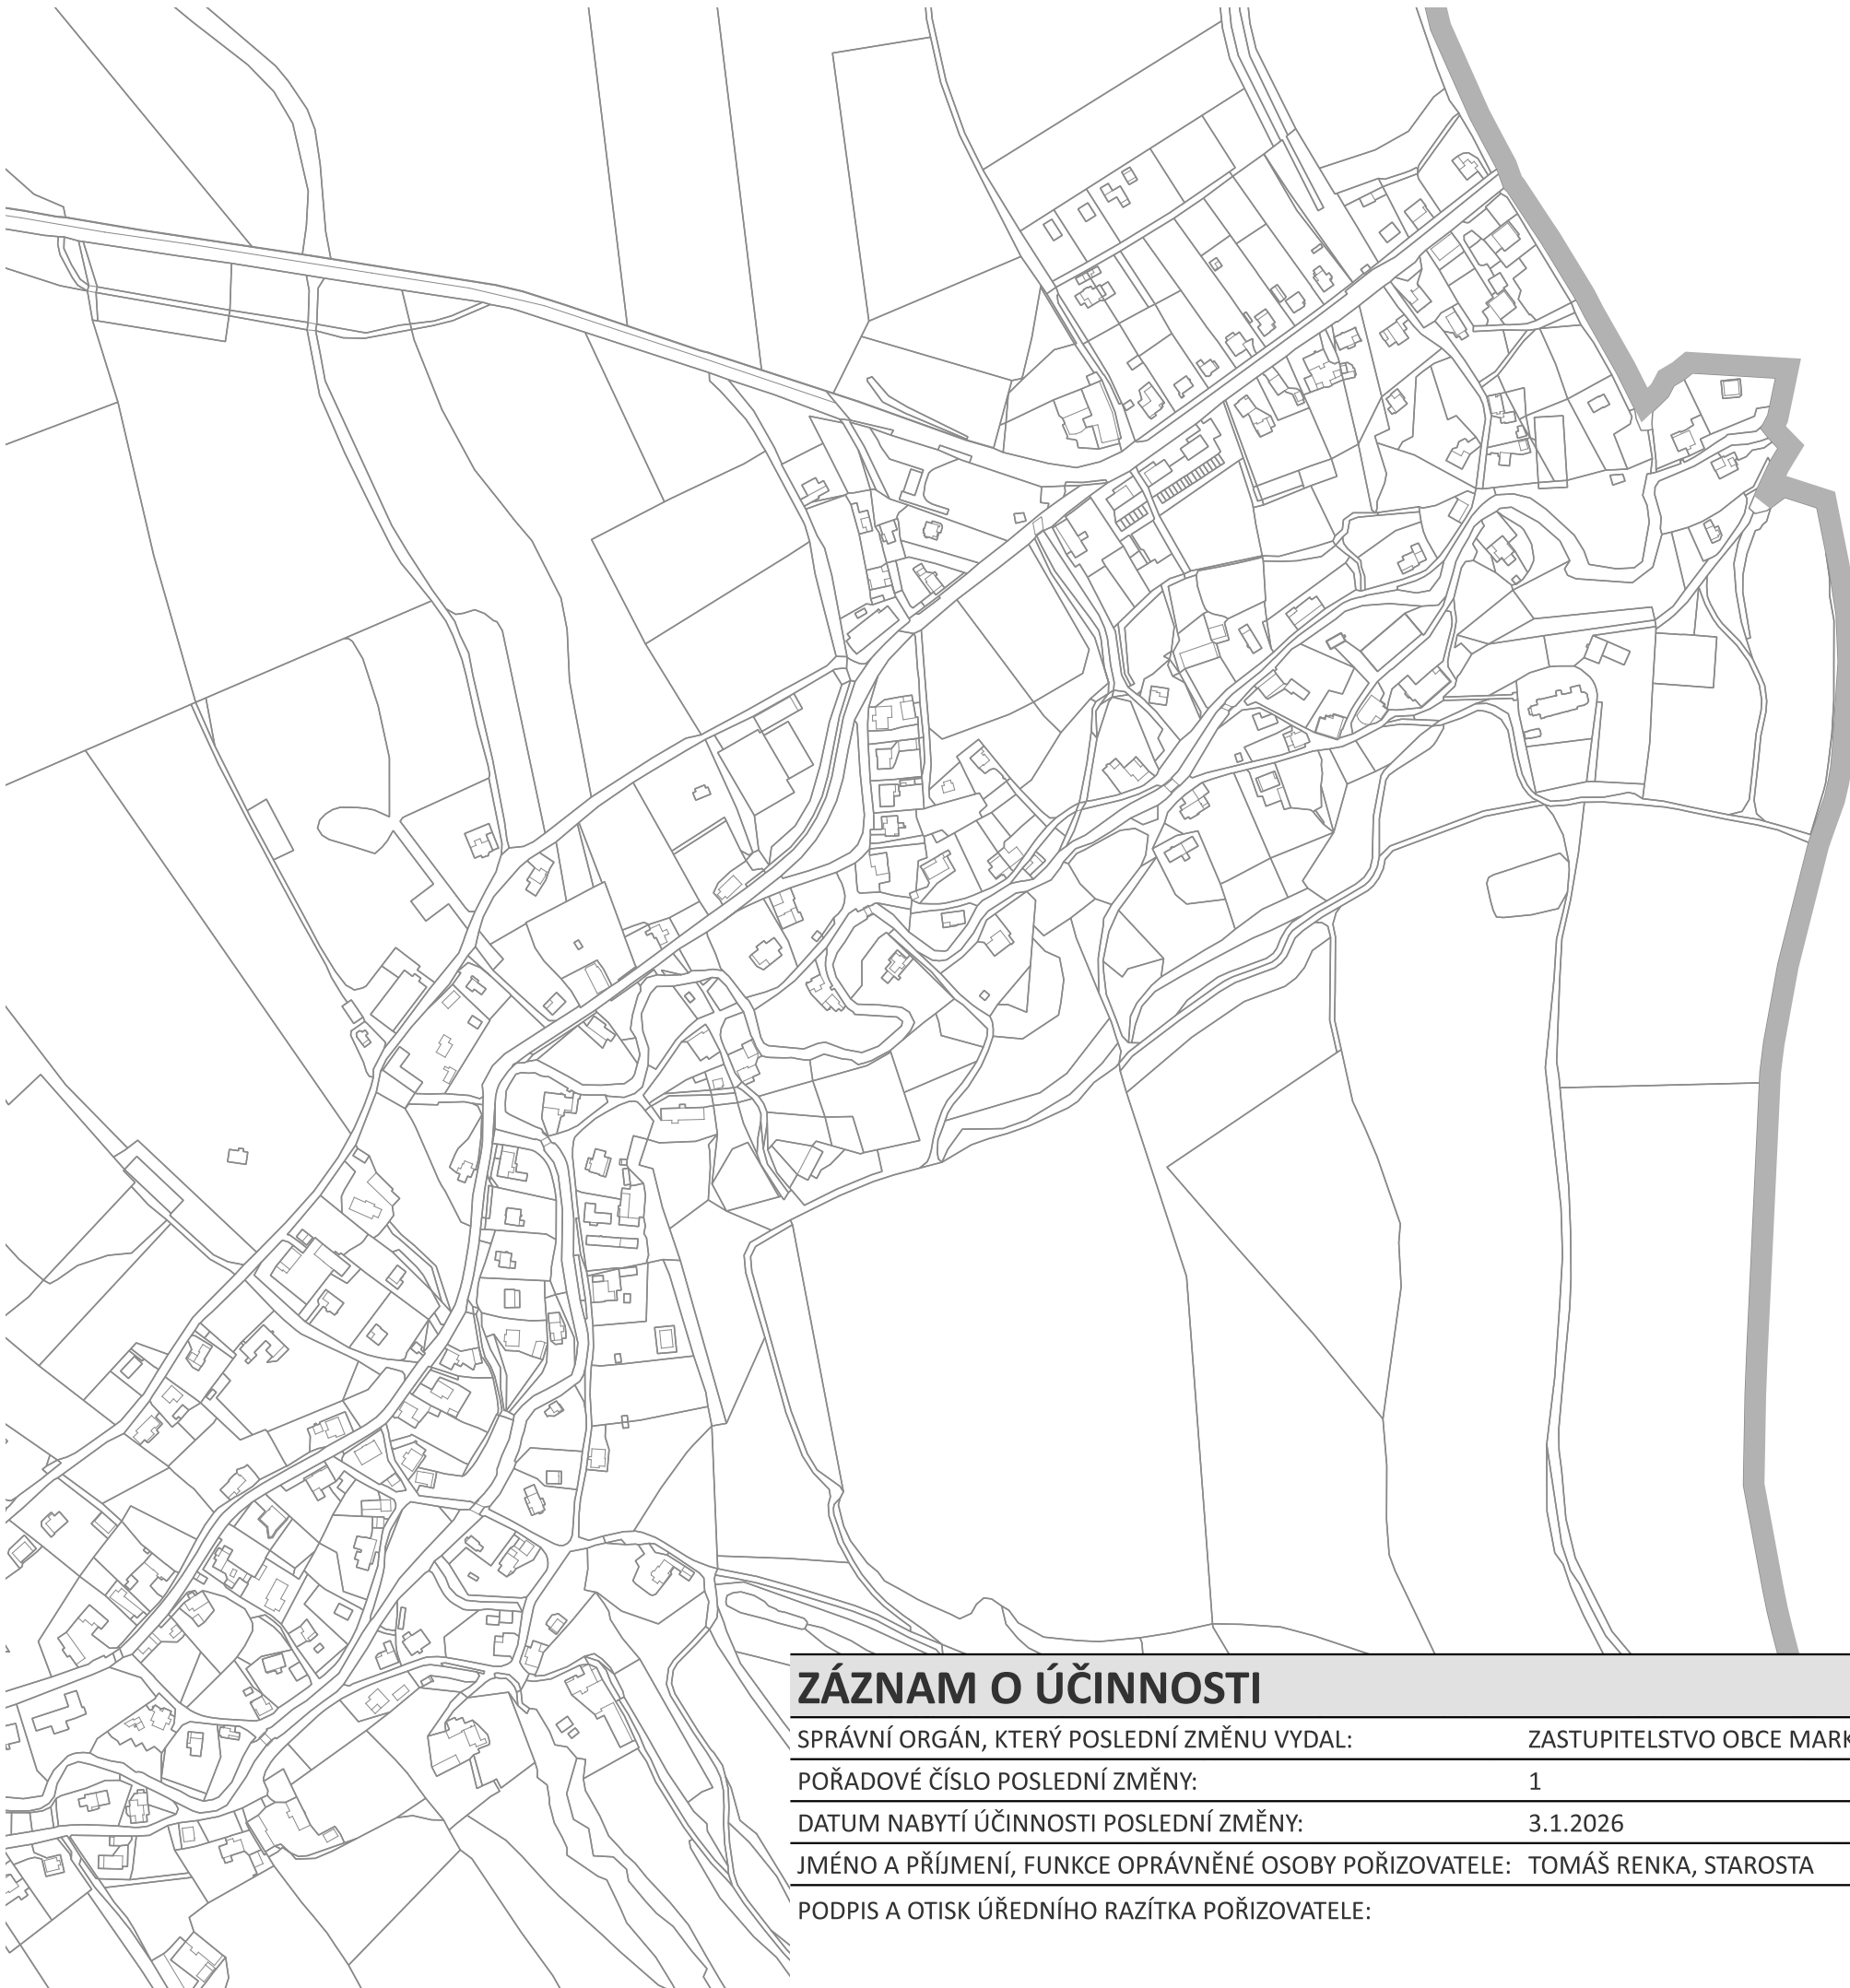 ZÁZNAM O ÚČINNOSTI
SPRÁVNÍ ORGÁN, KTERÝ POSLEDNÍ ZMĚNU VYDAL: ZASTUPITELSTVO OBCE
POŘADOVÉ ČÍSLO POSLEDNÍ ZMĚNY: 1
DATUM NABYTÍ ÚČINNOSTI POSLEDNÍ ZMĚNY: 3.1.2026
JMÉNO A PŘÍJMENÍ, FUNKCE OPRÁVNĚNÉ OSOBY POŘIZOVATELE: TOMÁŠ RENKA, STAROSTA
PODPIS A OTISK ÚŘEDNÍHO RAZÍTKA POŘIZOVATELE: